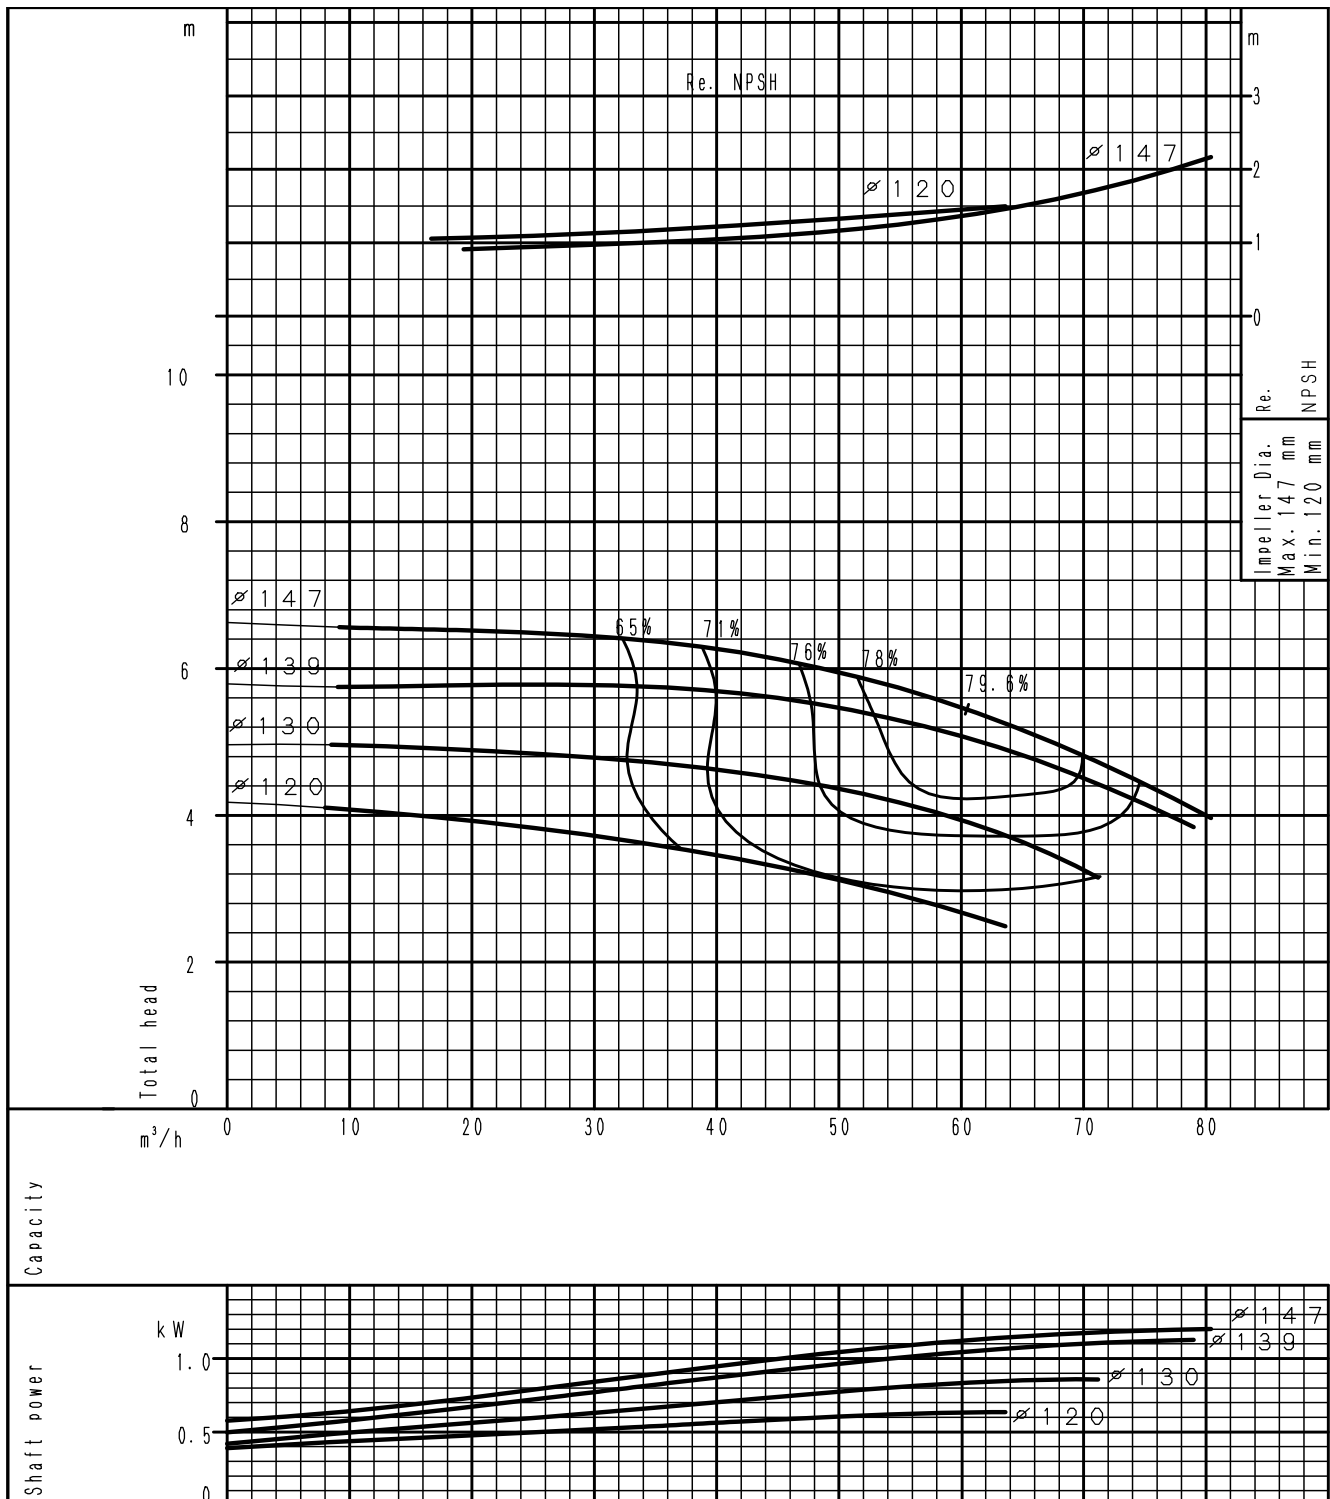 m
m
Re. NPSH
3
ø147
2
ø120
1
0
10
Re. NPSH
Impeller Dia.
Max. 147 mm
Min. 120 mm
8
ø147
65%
71%
76%
78%
79.6%
6
ø139
ø130
ø120
4
2
Total head
0
m³/h
0 10 20 30 40 50 60 70 80
Capacity
kW
ø147
ø139
1.0
ø130
ø120
0.5
Shaft power
0